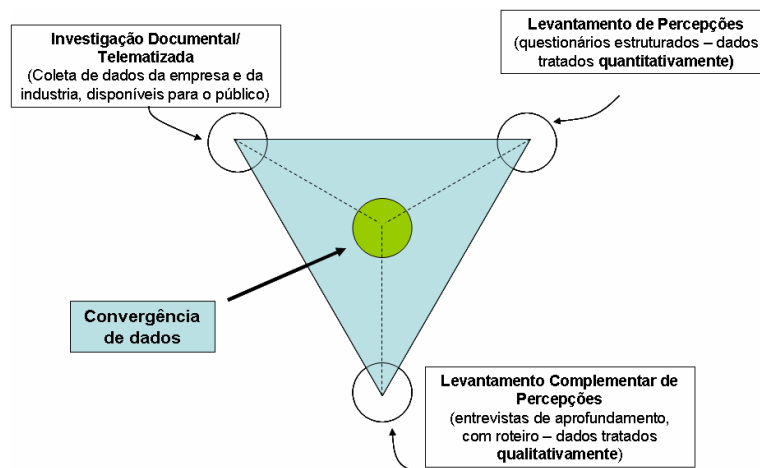 Investigação Documental/
Telematizada
(Coleta de dados da empresa e da
industria, disponíveis para o público)
Levantamento de Percepções
(questionários estruturados – dados
tratados quantitativamente)
Convergência
de dados
Levantamento Complementar de
Percepções
(entrevistas de aprofundamento,
com roteiro – dados tratados
qualitativamente)